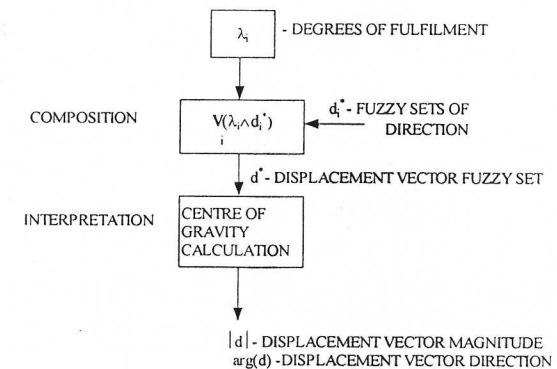 λi - DEGREES OF FULFILMENT
COMPOSITION
V(λi∧di*)
i
di* - FUZZY SETS OF
DIRECTION
d* - DISPLACEMENT VECTOR FUZZY SET
INTERPRETATION
CENTRE OF
GRAVITY
CALCULATION
|d| - DISPLACEMENT VECTOR MAGNITUDE
arg(d) -DISPLACEMENT VECTOR DIRECTION